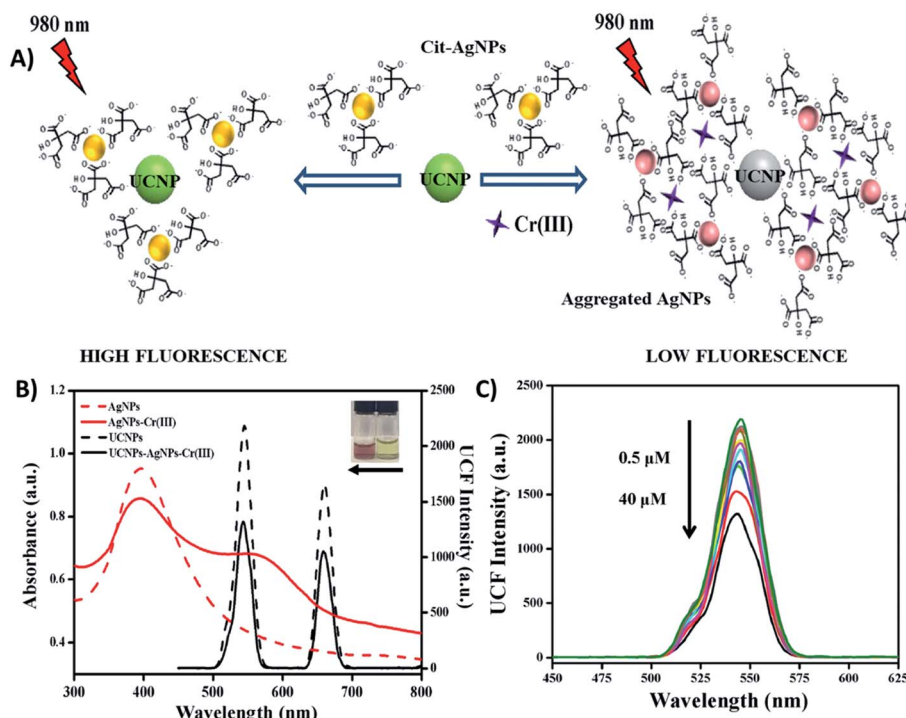 A)
980 nm
Cit-AgNPs
980 nm
UCNP
UCNP
UCNP
Cr(III)
Aggregated AgNPs
HIGH FLUORESCENCE
LOW FLUORESCENCE
B)
1.2
1.0
0.8
0.6
0.4
Absorbance (a.u.)
AgNPs
AgNPs-Cr(III)
UCNPs
UCNPs-AgNPs-Cr(III)
2500
2000
1500
1000
500
0
UCF Intensity (a.u.)
300 400 500 600 700 800
Wavelength (nm)
C)
2500
2000
1500
1000
500
0
UCF Intensity (a.u.)
0.5 µM
40 µM
450 475 500 525 550 575 600 625
Wavelength (nm)